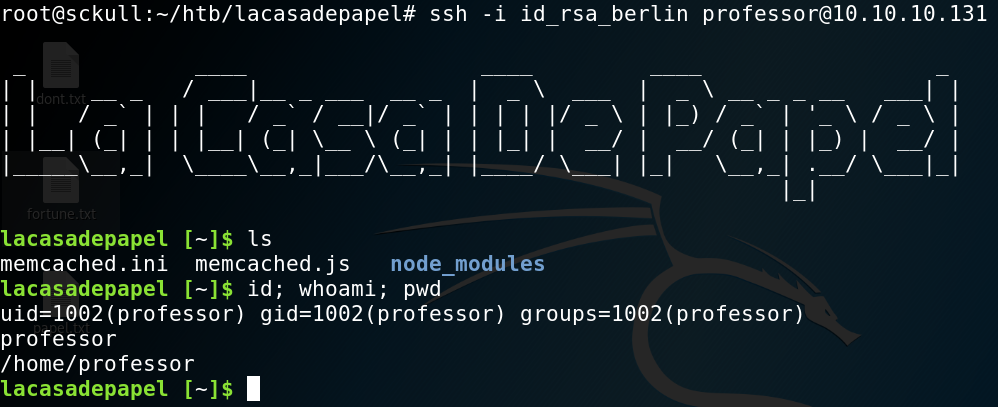 root@sckull:~/htb/lacasadepapel# ssh -i id_rsa_berlin professor@10.10.10.131
La Casa De Papel
dont.txt
fortune.txt
lacasadepapel [~]$ ls
memcached.ini  memcached.js   node_modules
lacasadepapel [~]$ id; whoami; pwd
uid=1002(professor) gid=1002(professor) groups=1002(professor)
professor
papel.txt
/home/professor
lacasadepapel [~]$